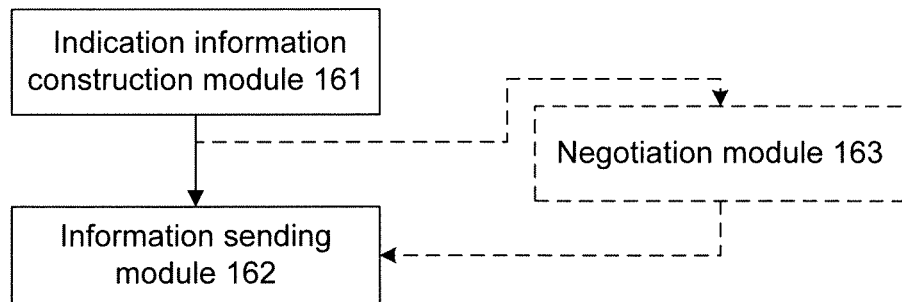 Indication information
construction module 161
Negotiation module 163
Information sending
module 162